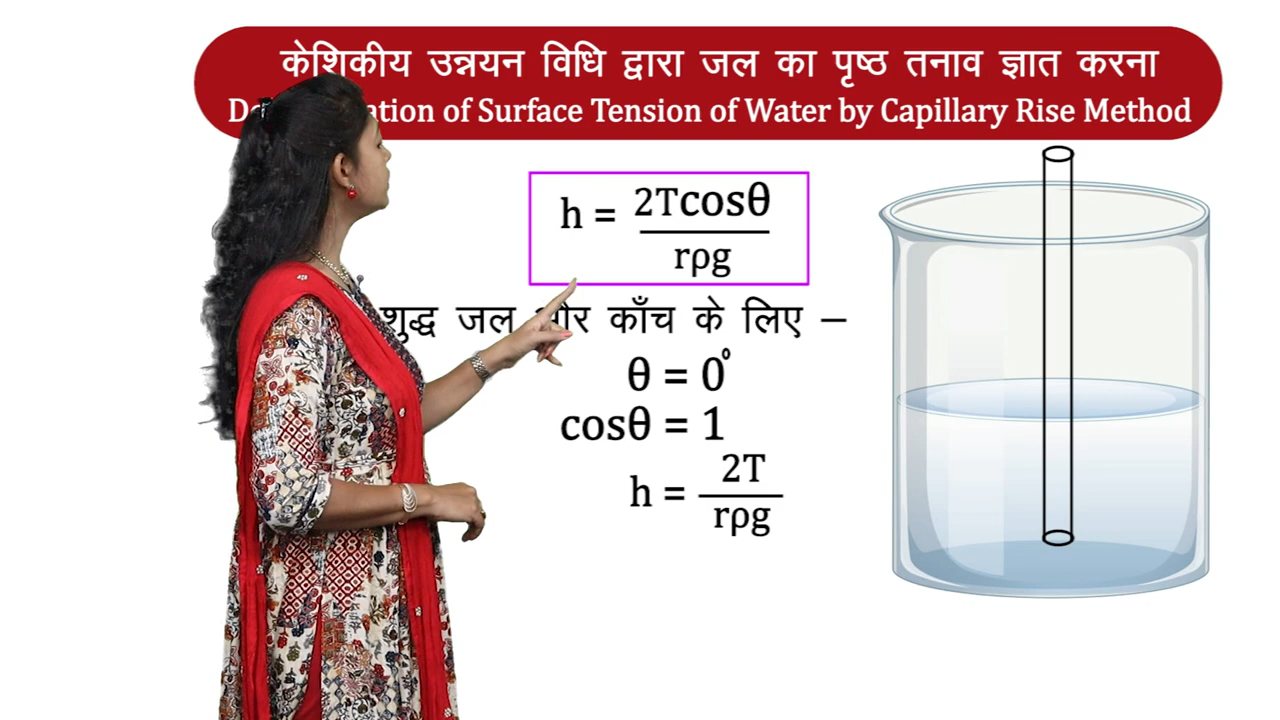 केशिकीय उन्नयन विधि द्वारा जल का पृष्ठ तनाव ज्ञात करना
of Surface Tension of Water by Capillary Rise Method
h = 2Tcosθ / rρg
शुद्ध जल और काँच के लिए –
θ = 0°
cosθ = 1
h = 2T / rρg